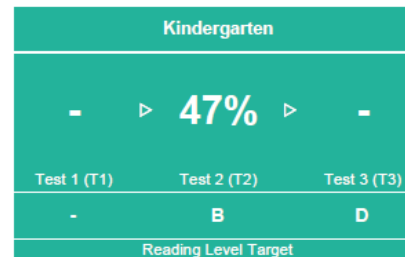 Kindergarten
- ▷ 47% ▷ -
Test 1 (T1) Test 2 (T2) Test 3 (T3)
- B D
Reading Level Target